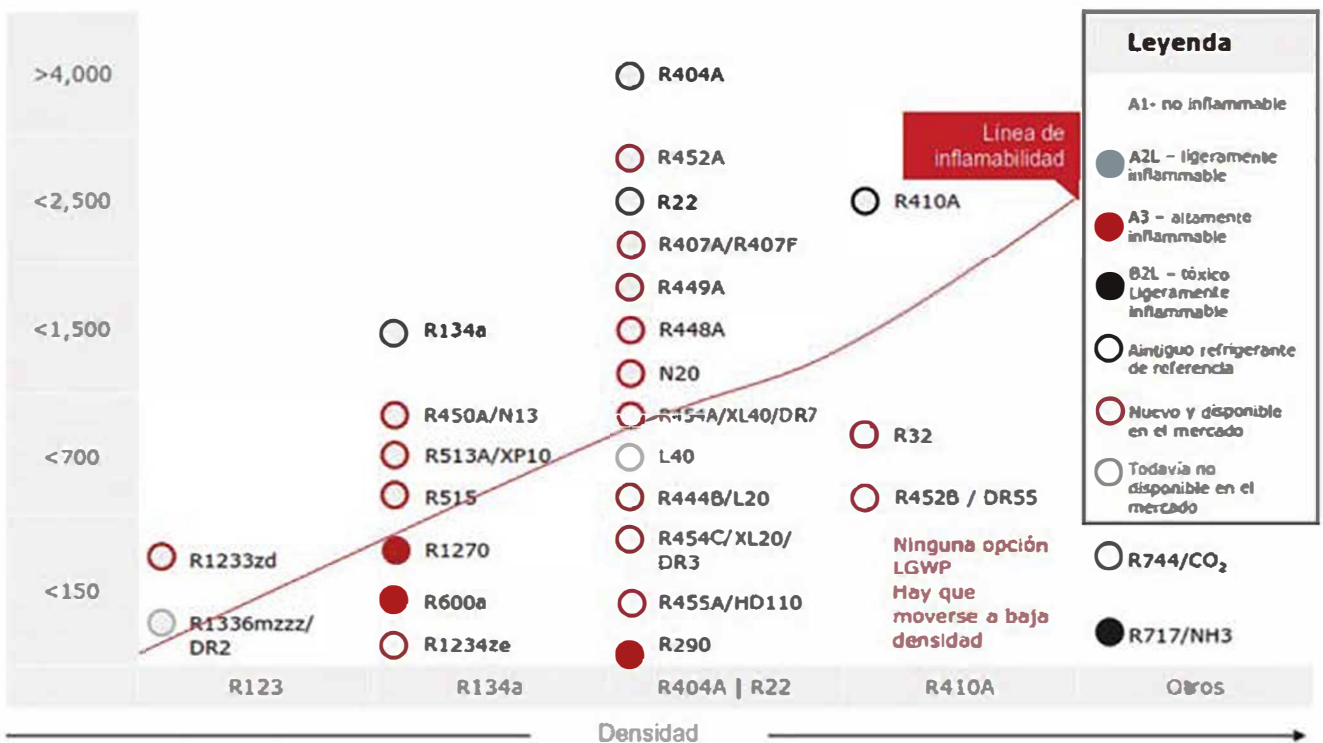 >4,000
<2,500
<1,500
<700
<150
R404A
R452A
R22
R407A/R407F
R449A
R448A
N20
R454A/XL40/DR7
L40
R444B/L20
R454C/XL20/
DR3
R455A/HD110
R290
R134a
R450A/N13
R513A/XP10
R515
R1270
R600a
R1234ze
R1233zd
R1336mzzz/
DR2
Línea de
inflamabilidad
R410A
R32
R452B / DR55
Ninguna opción
LGWP
Hay que
moverse a baja
densidad
Leyenda
A1- no inflammable
A2L – ligeramente
inflammable
A3 – altamente
inflammable
B2L – tóxico
Ligeramente
inflammable
Aintiguo refrigerante
de referencia
Nuevo y disponible
en el mercado
Todavía no
disponible en el
mercado
R744/CO₂
R717/NH3
R123
R134a
R404A | R22
R410A
Otros
Densidad